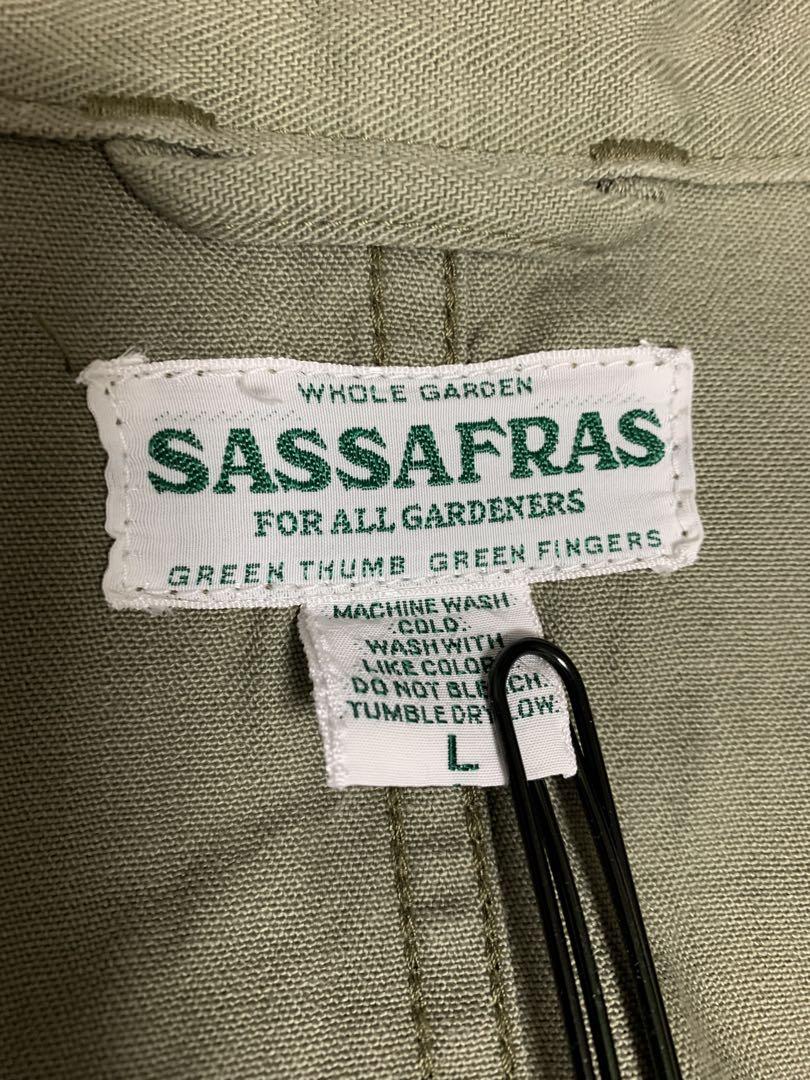 WHOLE GARDEN
SASSAFRAS
FOR ALL GARDENERS
GREEN THUMB GREEN FINGERS
MACHINE WASH
COLD.
WASH WITH
LIKE COLOR
DO NOT BLEACH.
TUMBLE DRY LOW.
L